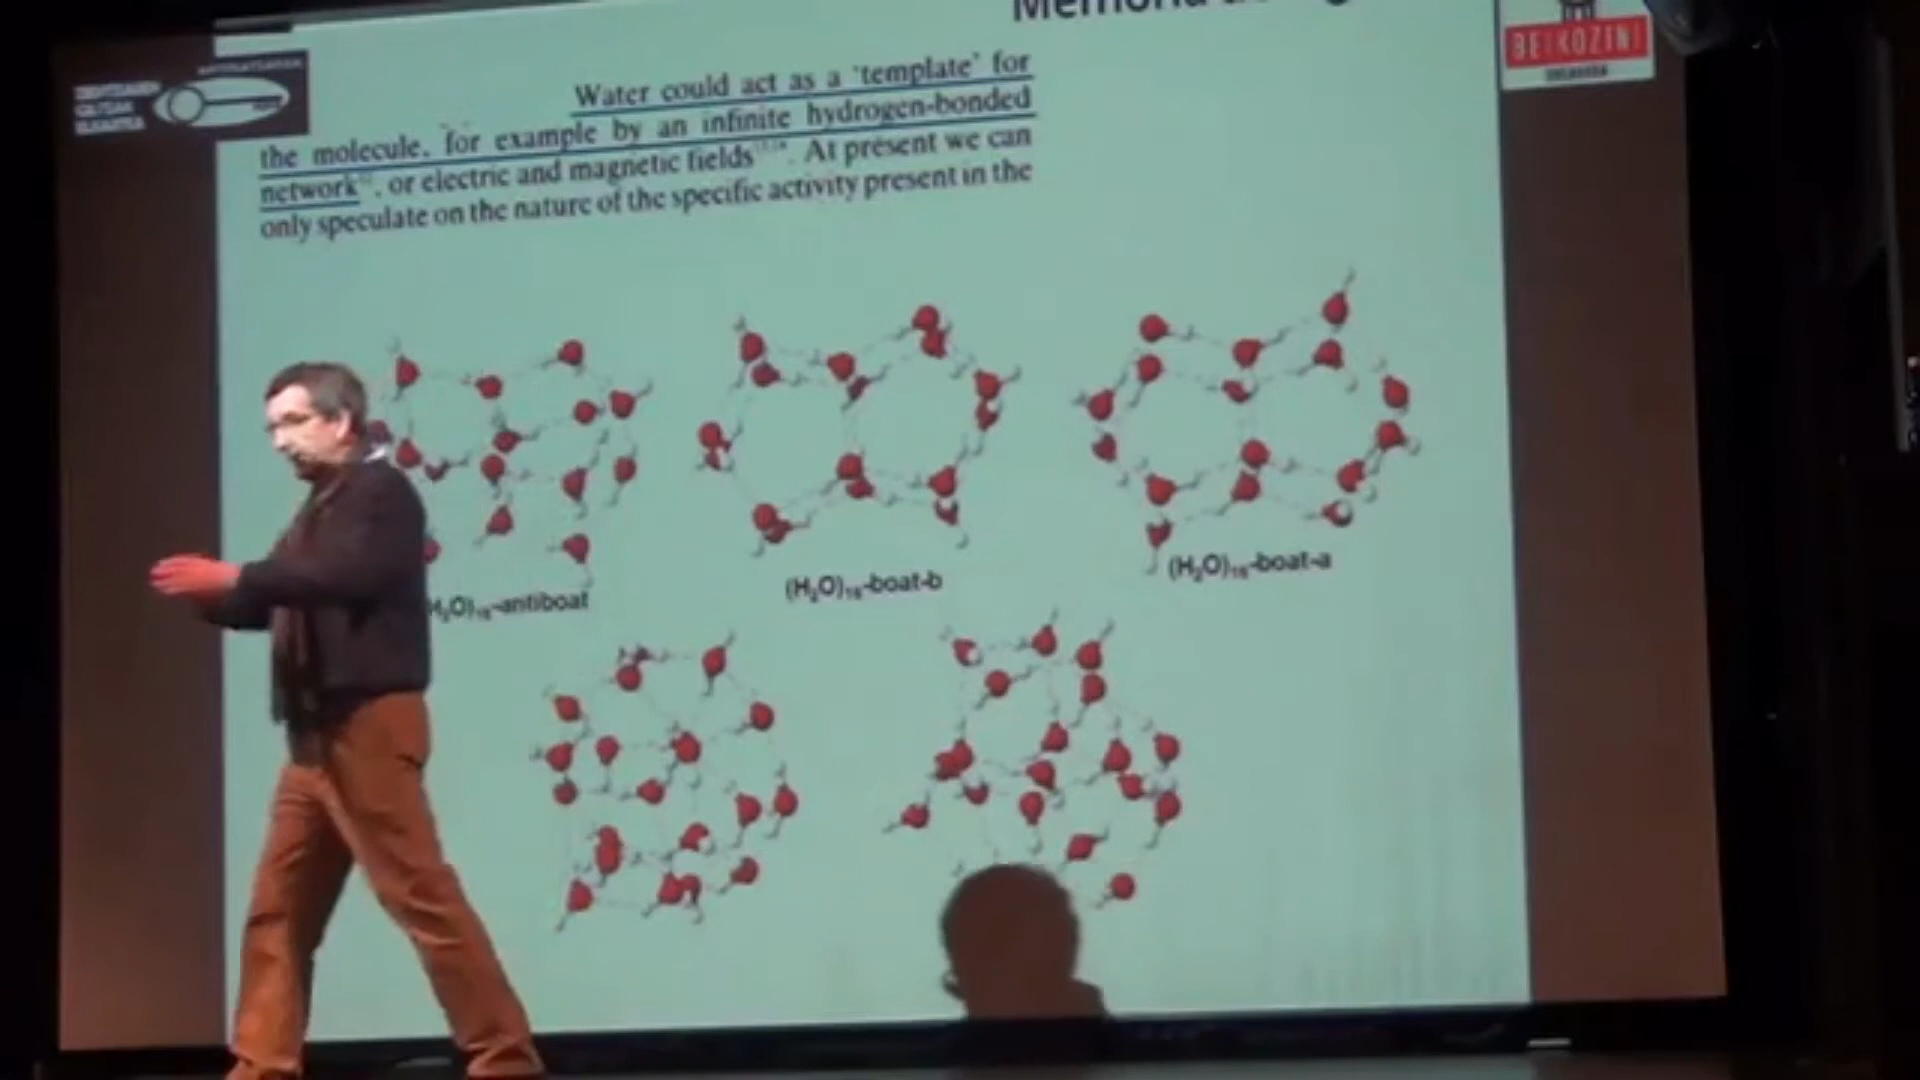 Memoria
BETKOZINI
Water could act as a 'template' for
the molecule, for example by an infinite hydrogen-bonded
network, or electric and magnetic fields. At present we can
only speculate on the nature of the specific activity present in the
H₂O)₁₆-antiboat
(H₂O)₁₆-boat-b
(H₂O)₁₆-boat-a